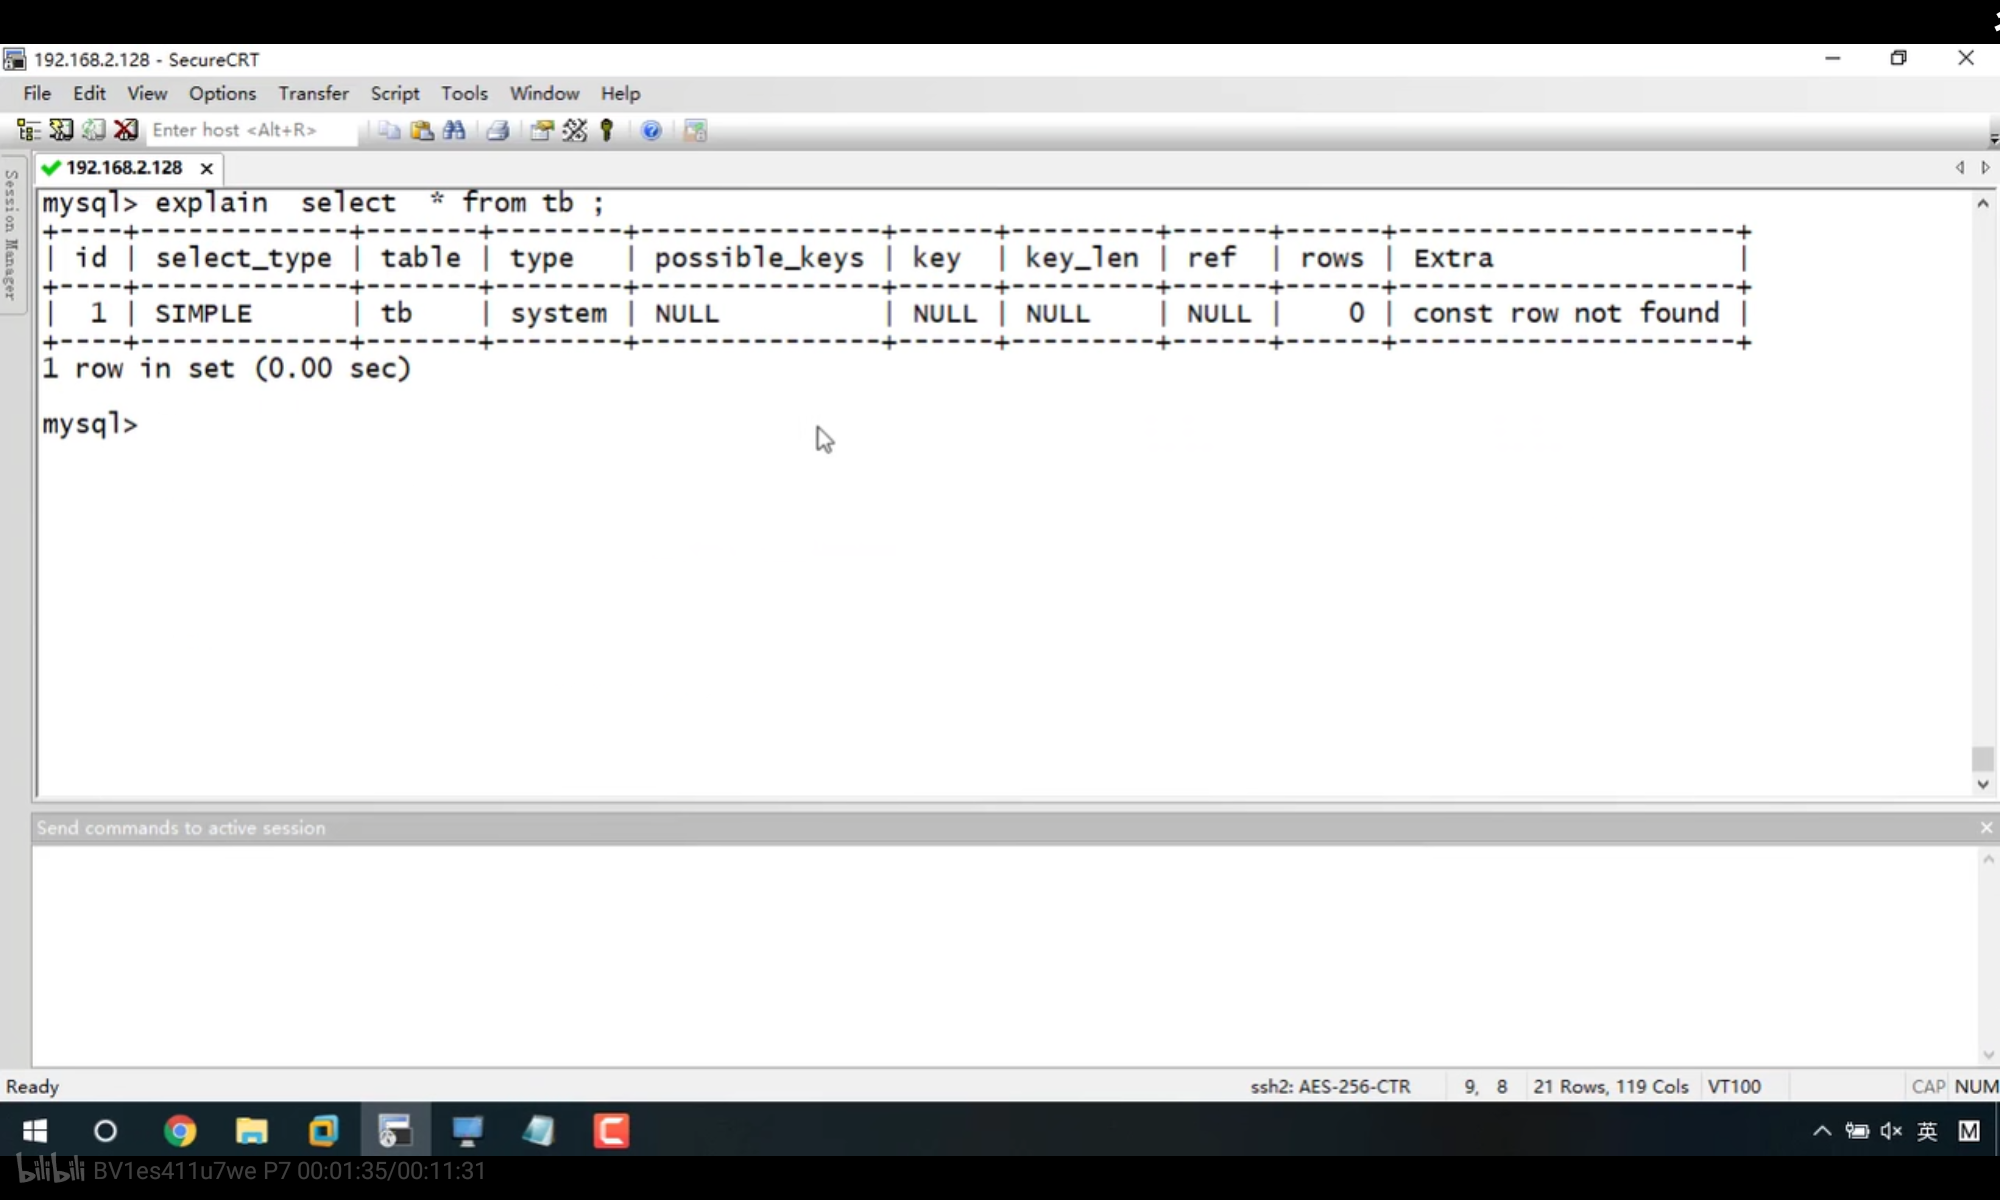 192.168.2.128 - SecureCRT
File Edit View Options Transfer Script Tools Window Help
Enter host <Alt+R>
Session Manager
192.168.2.128
mysql> explain  select  * from tb ;
+----+-------------+-------+--------+---------------+------+---------+------+------+---------------------+
| id | select_type | table | type   | possible_keys | key  | key_len | ref  | rows | Extra               |
+----+-------------+-------+--------+---------------+------+---------+------+------+---------------------+
|  1 | SIMPLE      | tb    | system | NULL          | NULL | NULL    | NULL |    0 | const row not found |
+----+-------------+-------+--------+---------------+------+---------+------+------+---------------------+
1 row in set (0.00 sec)
mysql>
Send commands to active session
Ready ssh2: AES-256-CTR 9, 8 21 Rows, 119 Cols VT100 CAP NUM
英 M
bilibili BV1es411u7we P7 00:01:35/00:11:31